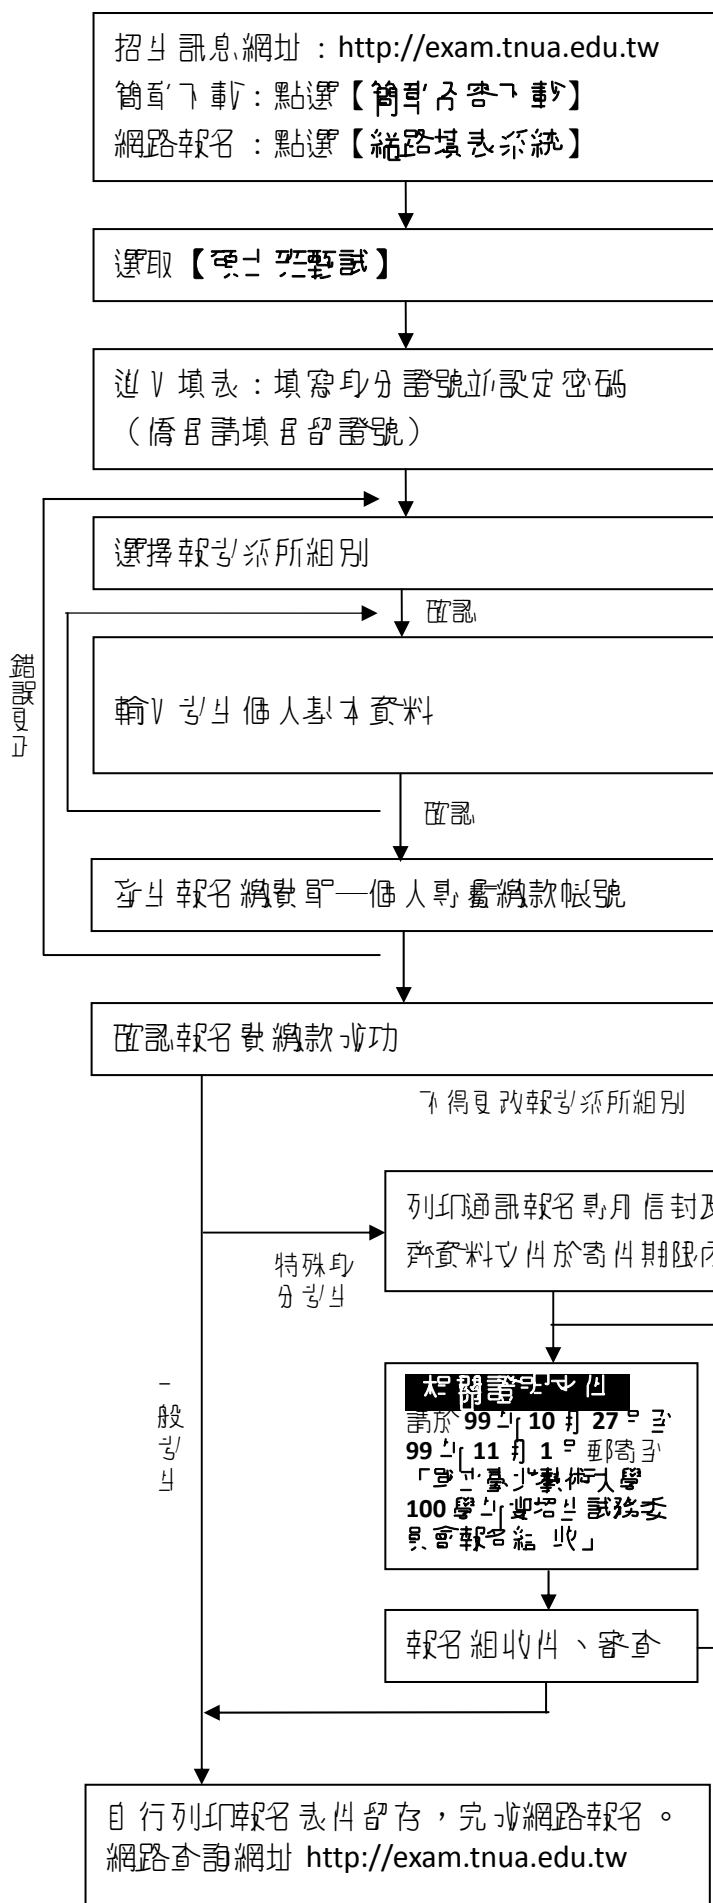 招生訊息網址：http://exam.tnua.edu.tw
簡章下載：點選【簡章內容下載】
網路報名：點選【網路填表系統】
選取【碩士班甄試】
進入填表：填寫身分證號並設定密碼
（僑居請填居留證號）
選擇報考系所組別
確認
錯誤更正
輸入考生個人基本資料
確認
產生報名繳費單—個人專屬繳款帳號
確認報名費繳款成功
不得更改報考系所組別
列印通訊報名專用信封及
齊資料文件於寄件期限內
特殊身
分考生
一般考生
相關證明文件
請於99年10月27日至
99年11月1日郵寄至
「國立臺北藝術大學
100學年度招生試務委
員會報名組 收」
報名組收件、審查
自行列印報名表件留存，完成網路報名。
網路查詢網址 http://exam.tnua.edu.tw